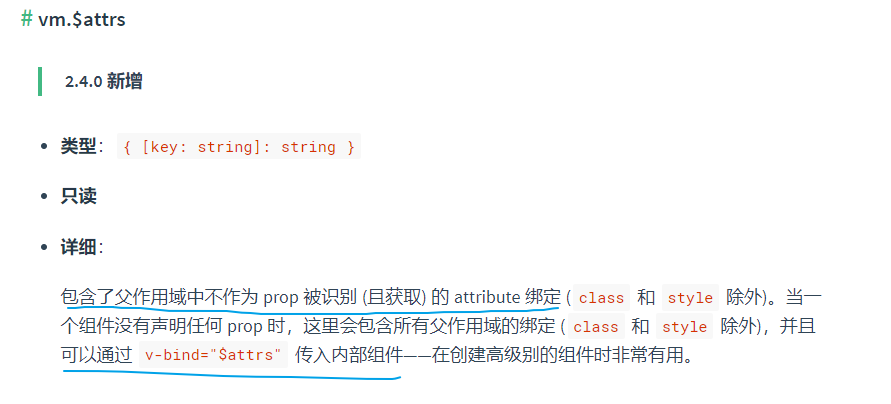 # vm.$attrs
2.4.0 新增
• 类型： { [key: string]: string }
• 只读
• 详细：
包含了父作用域中不作为 prop 被识别 (且获取) 的 attribute 绑定 ( class 和 style 除外)。当一
个组件没有声明任何 prop 时，这里会包含所有父作用域的绑定 ( class 和 style 除外)，并且
可以通过 v-bind="$attrs" 传入内部组件——在创建高级别的组件时非常有用。